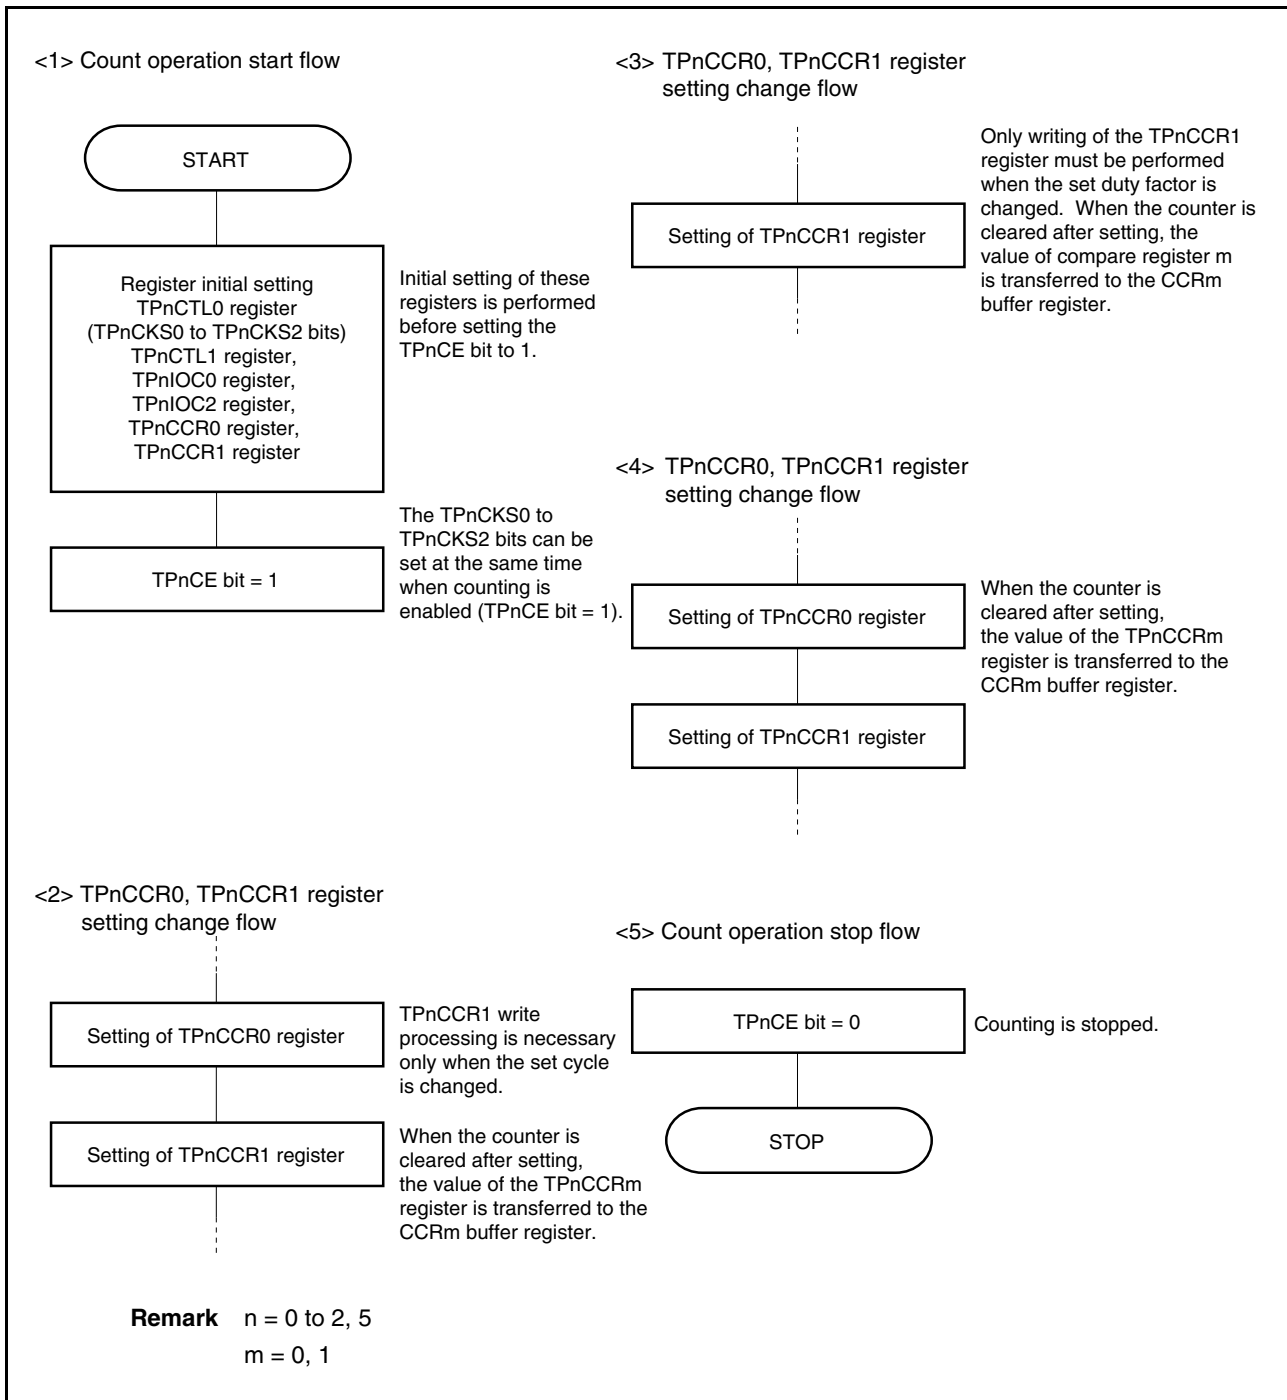 <1> Count operation start flow
START
Register initial setting
TPnCTL0 register
(TPnCKS0 to TPnCKS2 bits)
TPnCTL1 register,
TPnIOC0 register,
TPnIOC2 register,
TPnCCR0 register,
TPnCCR1 register
Initial setting of these
registers is performed
before setting the
TPnCE bit to 1.
TPnCE bit = 1
The TPnCKS0 to
TPnCKS2 bits can be
set at the same time
when counting is
enabled (TPnCE bit = 1).
<2> TPnCCR0, TPnCCR1 register
setting change flow
Setting of TPnCCR0 register
TPnCCR1 write
processing is necessary
only when the set cycle
is changed.
Setting of TPnCCR1 register
When the counter is
cleared after setting,
the value of the TPnCCRm
register is transferred to the
CCRm buffer register.
<3> TPnCCR0, TPnCCR1 register
setting change flow
Setting of TPnCCR1 register
Only writing of the TPnCCR1
register must be performed
when the set duty factor is
changed. When the counter is
cleared after setting, the
value of compare register m
is transferred to the CCRm
buffer register.
<4> TPnCCR0, TPnCCR1 register
setting change flow
Setting of TPnCCR0 register
When the counter is
cleared after setting,
the value of the TPnCCRm
register is transferred to the
CCRm buffer register.
Setting of TPnCCR1 register
<5> Count operation stop flow
TPnCE bit = 0
Counting is stopped.
STOP
Remark n = 0 to 2, 5
m = 0, 1